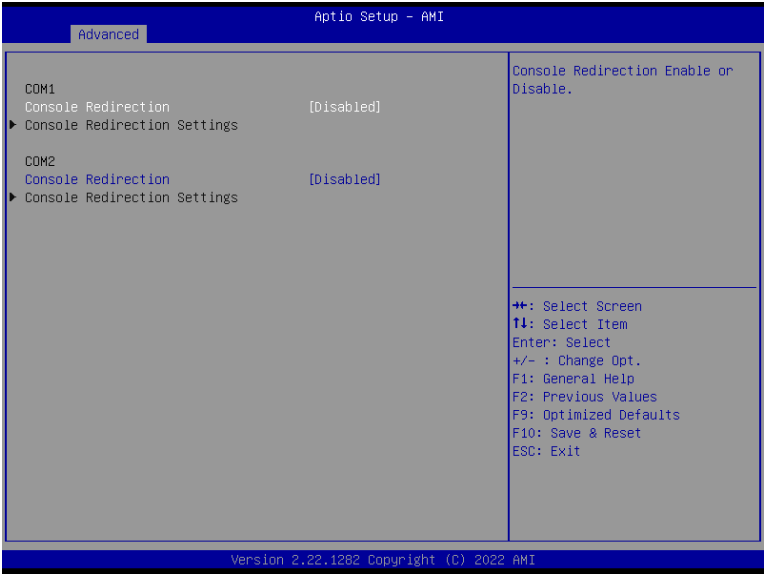 Aptio Setup – AMI
Advanced
COM1
Console Redirection [Disabled]
Console Redirection Settings
COM2
Console Redirection [Disabled]
Console Redirection Settings
Console Redirection Enable or
Disable.
→←: Select Screen
↑↓: Select Item
Enter: Select
+/– : Change Opt.
F1: General Help
F2: Previous Values
F9: Optimized Defaults
F10: Save & Reset
ESC: Exit
Version 2.22.1282 Copyright (C) 2022 AMI